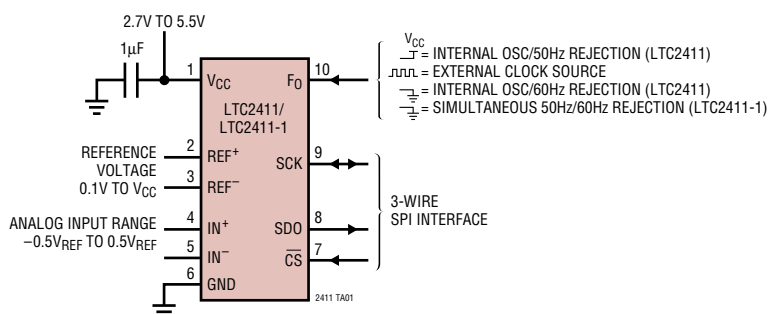 2.7V TO 5.5V
1µF
1
VCC
LTC2411/
LTC2411-1
FO
10
VCC
= INTERNAL OSC/50Hz REJECTION (LTC2411)
= EXTERNAL CLOCK SOURCE
= INTERNAL OSC/60Hz REJECTION (LTC2411)
= SIMULTANEOUS 50Hz/60Hz REJECTION (LTC2411-1)
REFERENCE
VOLTAGE
0.1V TO VCC
2
REF+
3
REF–
SCK
9
3-WIRE
SPI INTERFACE
ANALOG INPUT RANGE
–0.5VREF TO 0.5VREF
4
IN+
5
IN–
SDO
8
CS
7
6
GND
2411 TA01